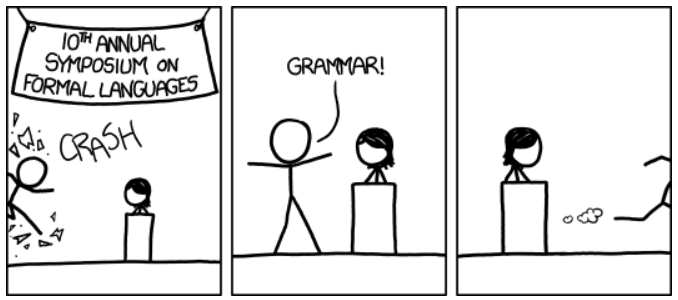 10TH ANNUAL
SYMPOSIUM ON
FORMAL LANGUAGES
CRASH
GRAMMAR!